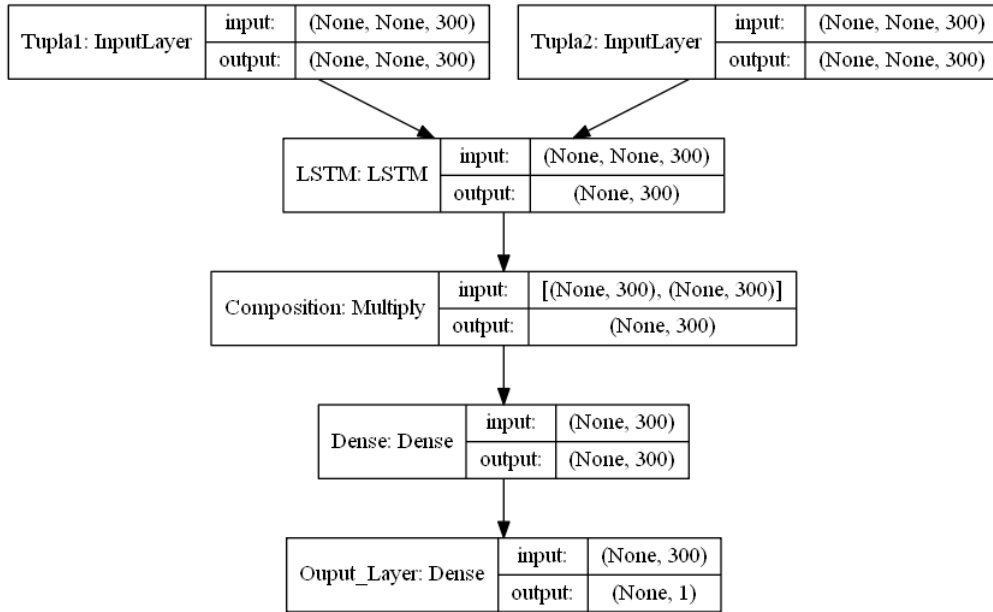 Tupla1: InputLayer input: (None, None, 300)
output: (None, None, 300)
Tupla2: InputLayer input: (None, None, 300)
output: (None, None, 300)
LSTM: LSTM input: (None, None, 300)
output: (None, 300)
Composition: Multiply input: [(None, 300), (None, 300)]
output: (None, 300)
Dense: Dense input: (None, 300)
output: (None, 300)
Ouput_Layer: Dense input: (None, 300)
output: (None, 1)